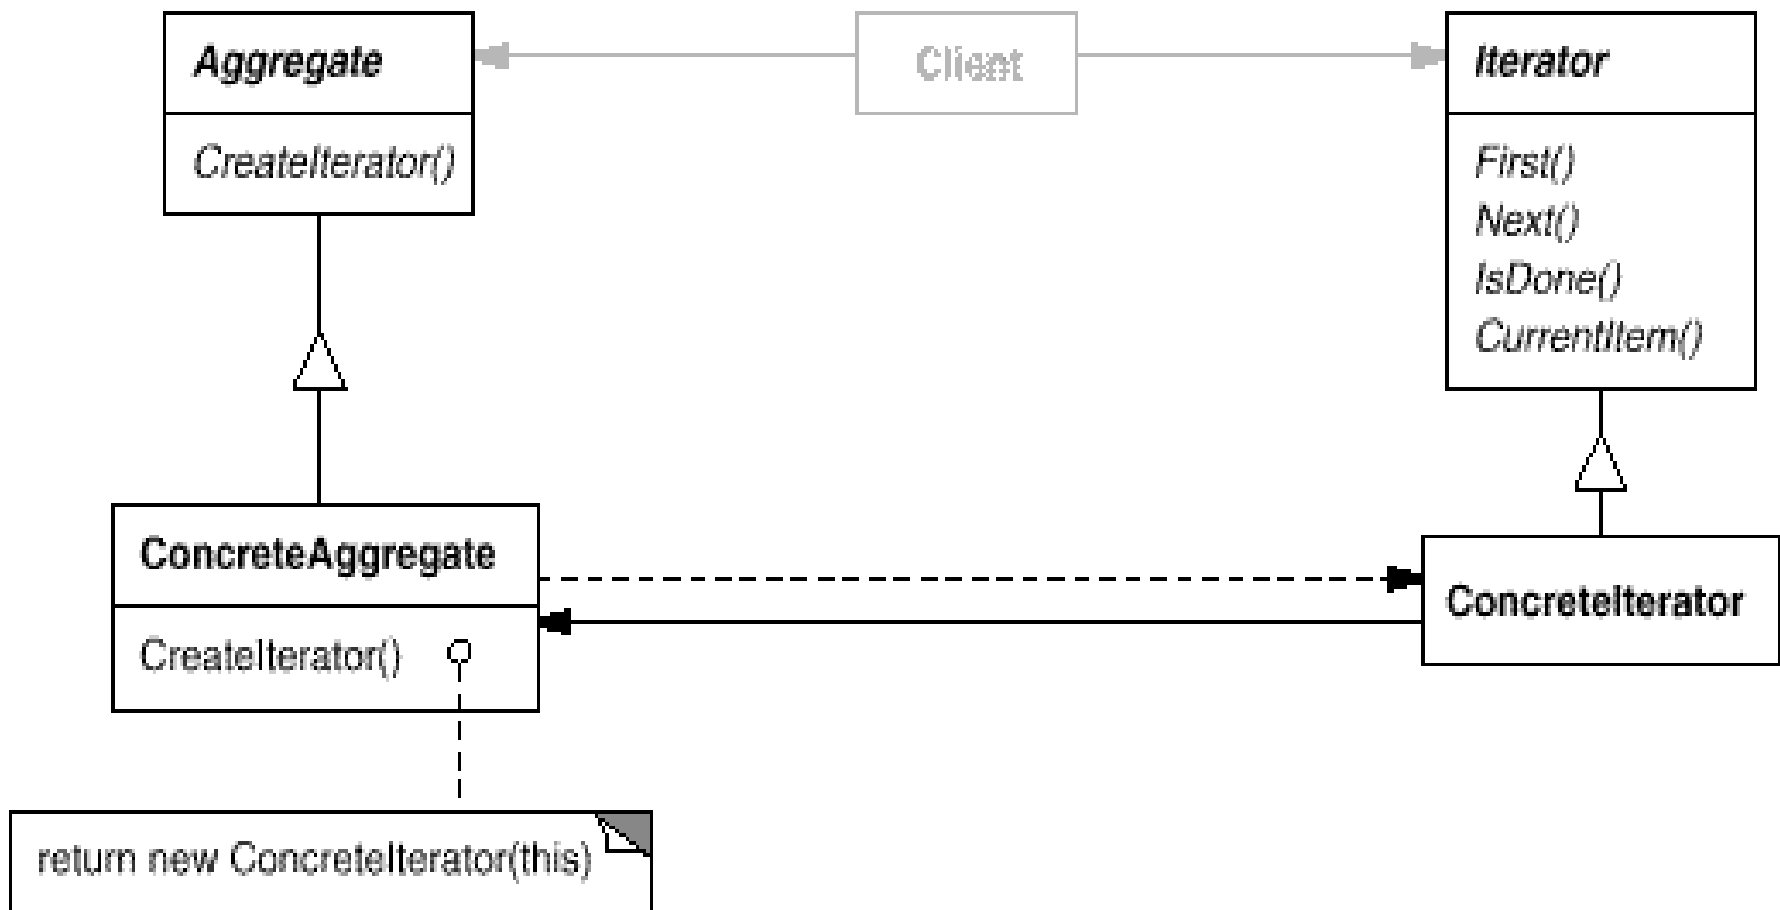 Aggregate
CreateIterator()
Client
Iterator
First()
Next()
IsDone()
CurrentItem()
ConcreteAggregate
CreateIterator()
ConcreteIterator
return new ConcreteIterator(this)